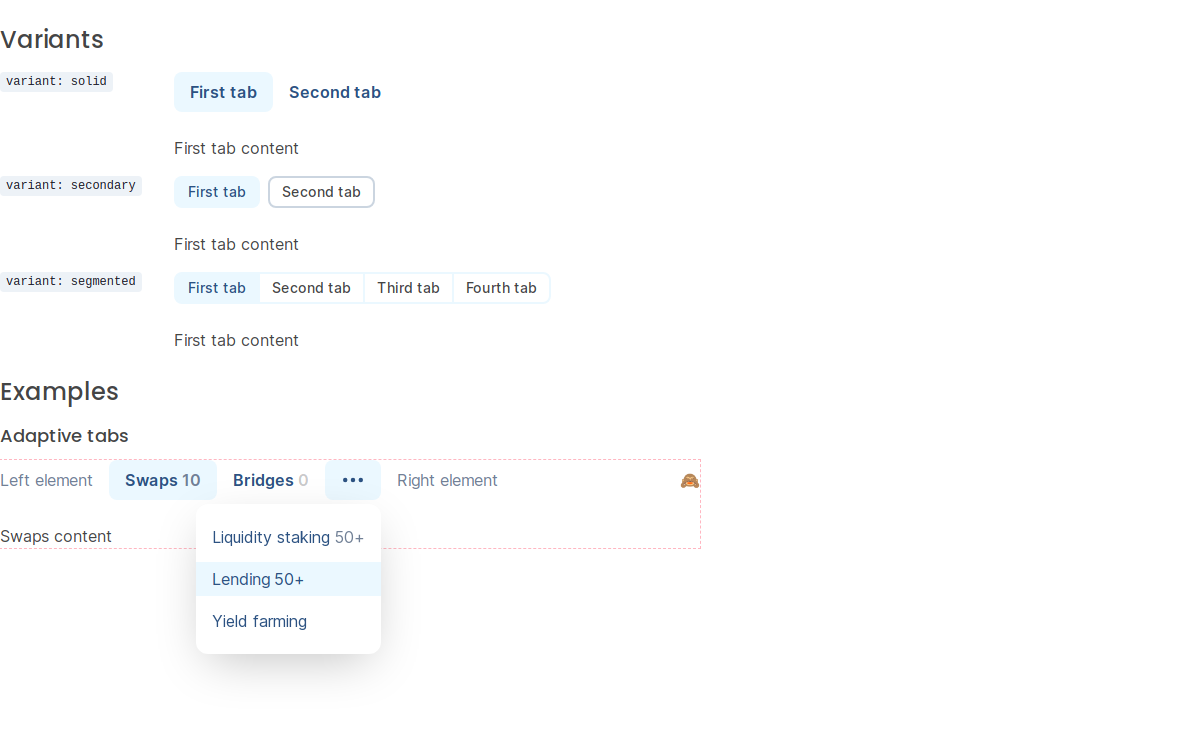 Variants
variant: solid
First tab Second tab
First tab content
variant: secondary
First tab Second tab
First tab content
variant: segmented
First tab Second tab Third tab Fourth tab
First tab content
Examples
Adaptive tabs
Left element Swaps 10 Bridges 0 ••• Right element 🙈
Swaps content
Liquidity staking 50+
Lending 50+
Yield farming